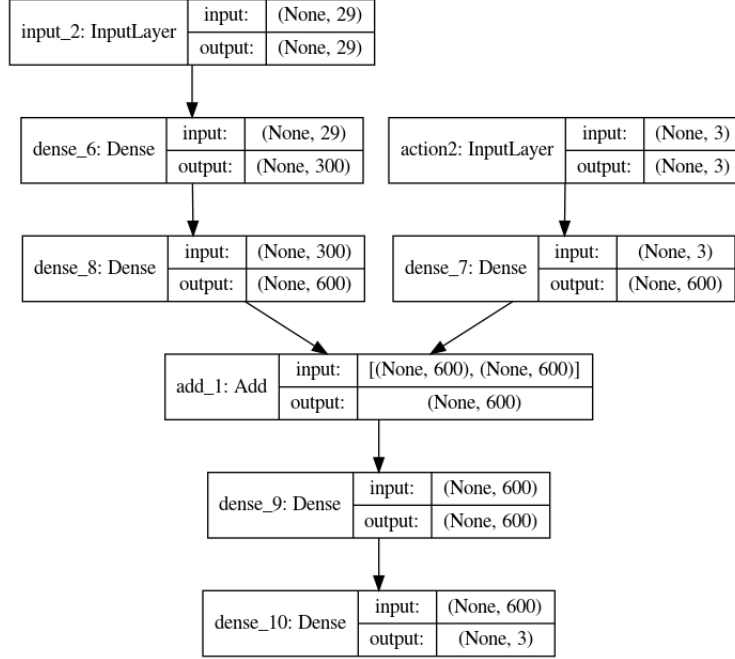 input_2: InputLayer
input: (None, 29)
output: (None, 29)
dense_6: Dense
input: (None, 29)
output: (None, 300)
action2: InputLayer
input: (None, 3)
output: (None, 3)
dense_8: Dense
input: (None, 300)
output: (None, 600)
dense_7: Dense
input: (None, 3)
output: (None, 600)
add_1: Add
input: [(None, 600), (None, 600)]
output: (None, 600)
dense_9: Dense
input: (None, 600)
output: (None, 600)
dense_10: Dense
input: (None, 600)
output: (None, 3)